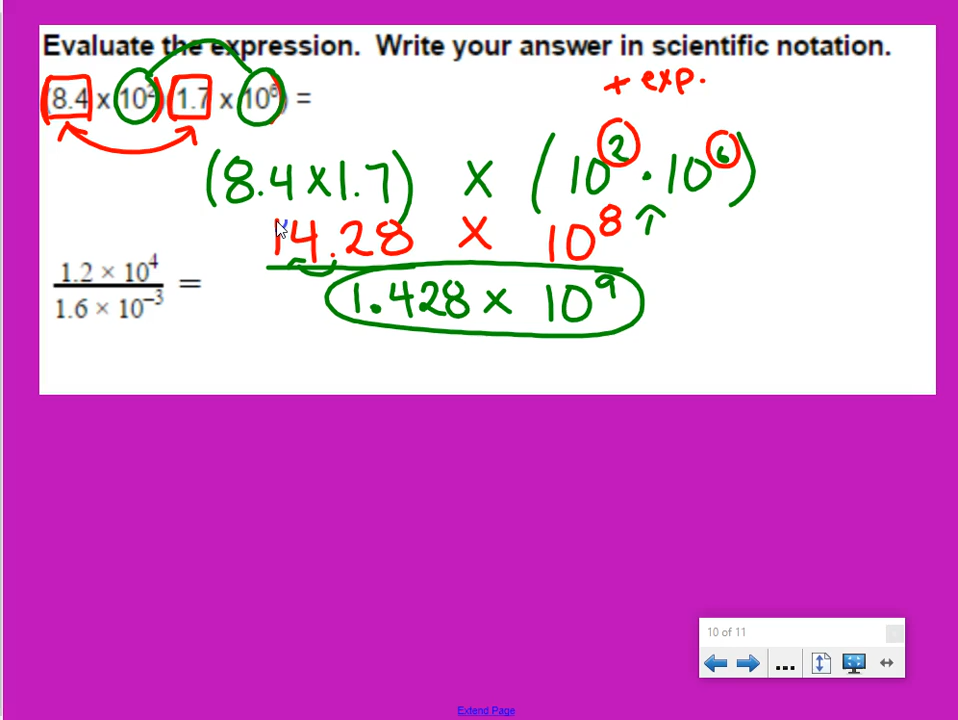 Evaluate the expression. Write your answer in scientific notation.
+ exp.
(8.4 x 10²)(1.7 x 10⁶) =
(8.4 x 1.7) x (10² · 10⁶)
14.28 x 10⁸
1.2 × 10⁴
1.6 × 10⁻³ =
1.428 x 10⁹
10 of 11
...
Extend Page